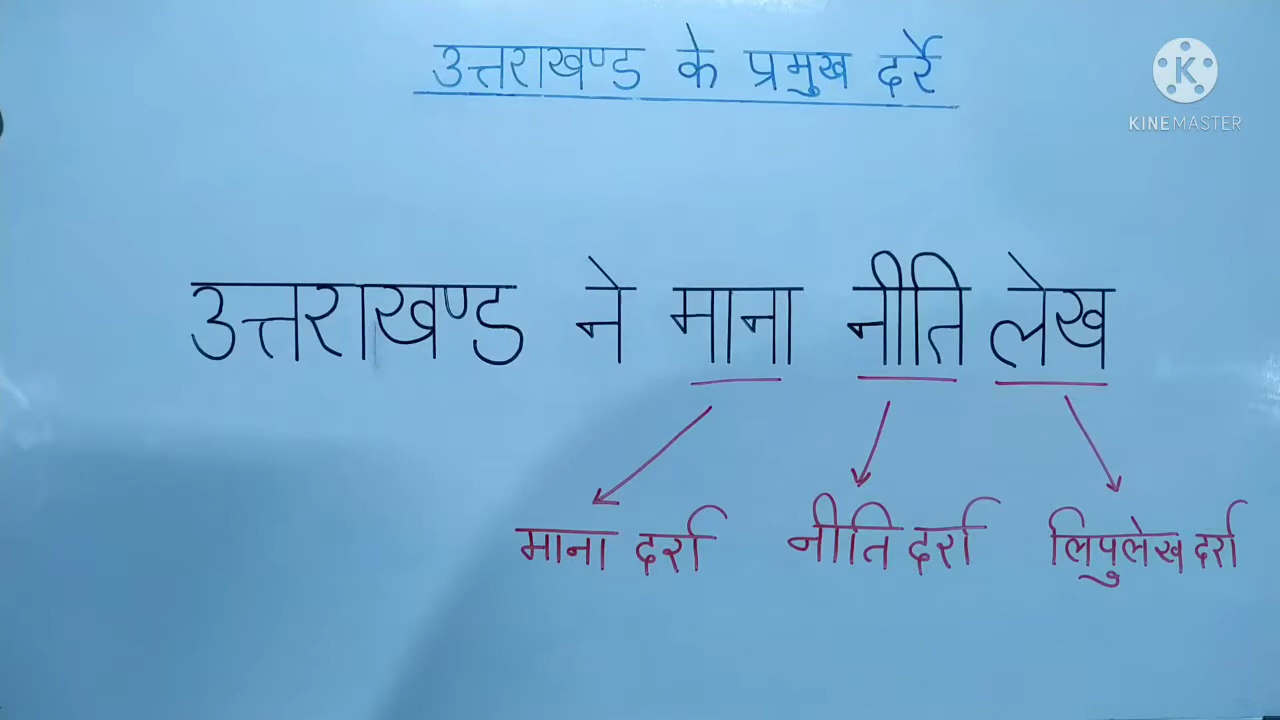 उत्तराखण्ड के प्रमुख दर्रे
KINEMASTER
उत्तराखण्ड ने माना नीति लेख
माना दर्रा नीति दर्रा लिपुलेख दर्रा